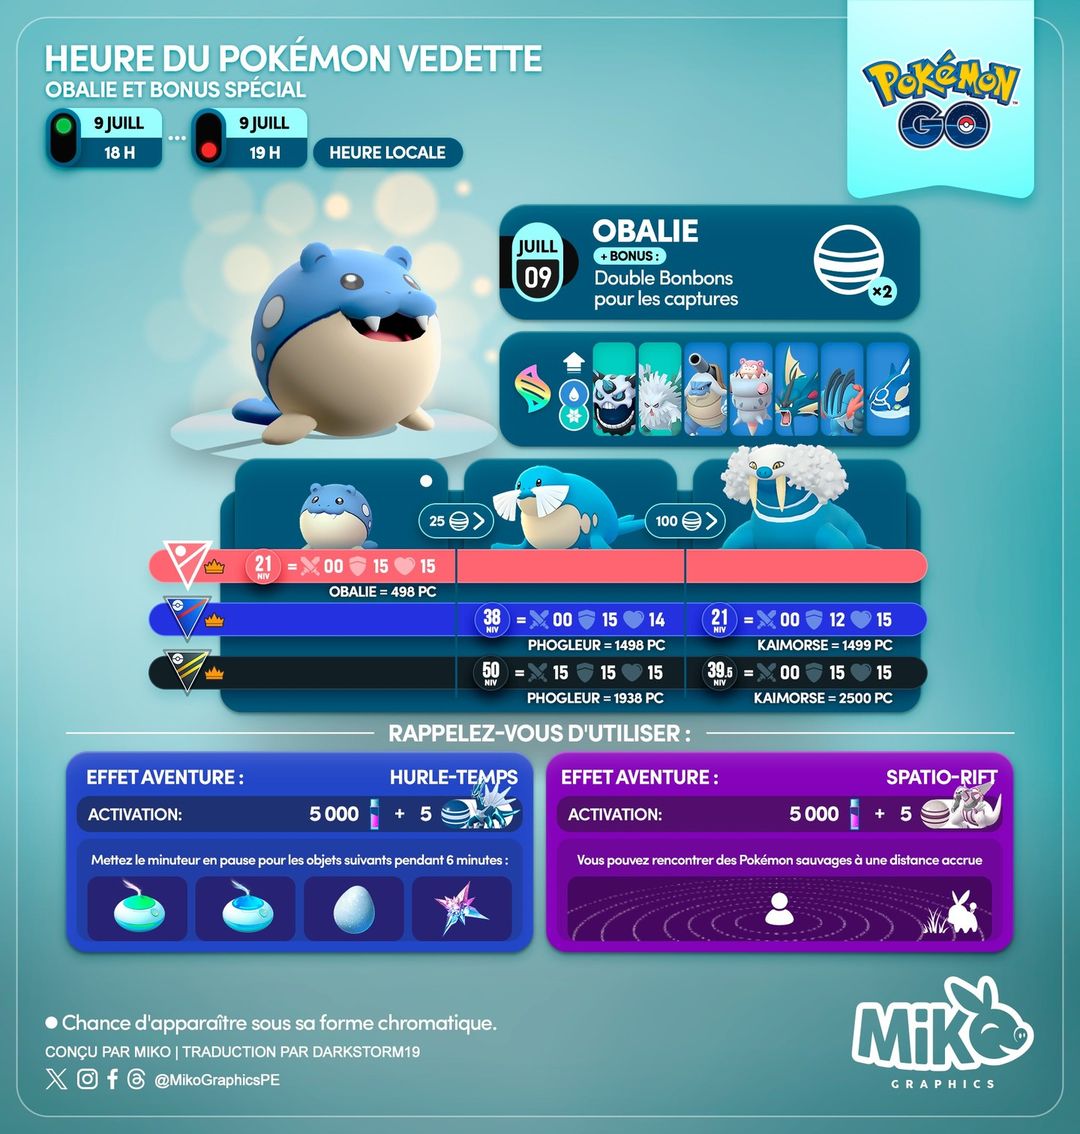 HEURE DU POKÉMON VEDETTE
OBALIE ET BONUS SPÉCIAL
9 JUILL
18 H
...
9 JUILL
19 H
HEURE LOCALE
POKÉMON
GO
JUILL
09
OBALIE
+ BONUS :
Double Bonbons
pour les captures
×2
25
100
21
NIV
= 00 15 15
OBALIE = 498 PC
38
NIV
= 00 15 14
PHOGLEUR = 1498 PC
21
NIV
= 00 12 15
KAIMORSE = 1499 PC
50
NIV
= 15 15 15
PHOGLEUR = 1938 PC
39.5
NIV
= 00 15 15
KAIMORSE = 2500 PC
RAPPELEZ-VOUS D'UTILISER :
EFFET AVENTURE : HURLE-TEMPS
ACTIVATION: 5 000 + 5
Mettez le minuteur en pause pour les objets suivants pendant 6 minutes :
EFFET AVENTURE : SPATIO-RIFT
ACTIVATION: 5 000 + 5
Vous pouvez rencontrer des Pokémon sauvages à une distance accrue
Chance d'apparaître sous sa forme chromatique.
CONÇU PAR MIKO | TRADUCTION PAR DARKSTORM19
@MikoGraphicsPE
MiKO
GRAPHICS